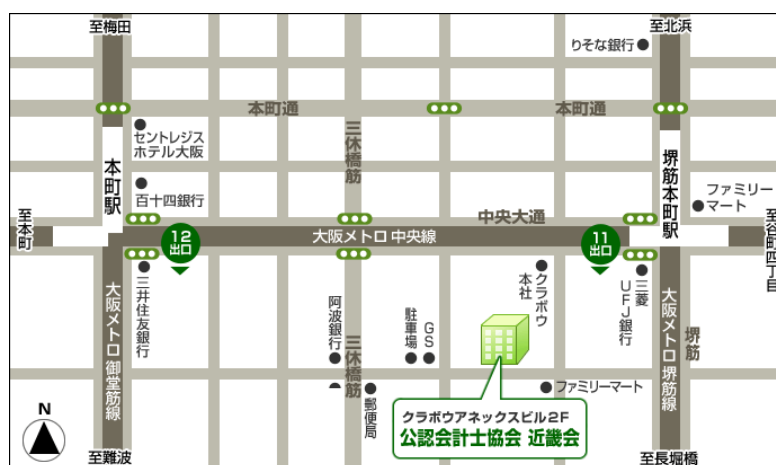 至梅田
至北浜
りそな銀行
本町通
本町通
セントレジス
ホテル大阪
三休橋筋
本町駅
堺筋本町駅
百十四銀行
ファミリー
マート
至本町
中央大通
至谷町四丁目
12
出口
大阪メトロ 中央線
11
出口
三井住友銀行
大阪メトロ 御堂筋線
阿波銀行
三休橋筋
駐車場
GS
クラボウ
本社
三菱
UFJ銀行
大阪メトロ 堺筋線
堺筋
郵便局
ファミリーマート
クラボウアネックスビル2F
公認会計士協会 近畿会
N
至難波
至長堀橋